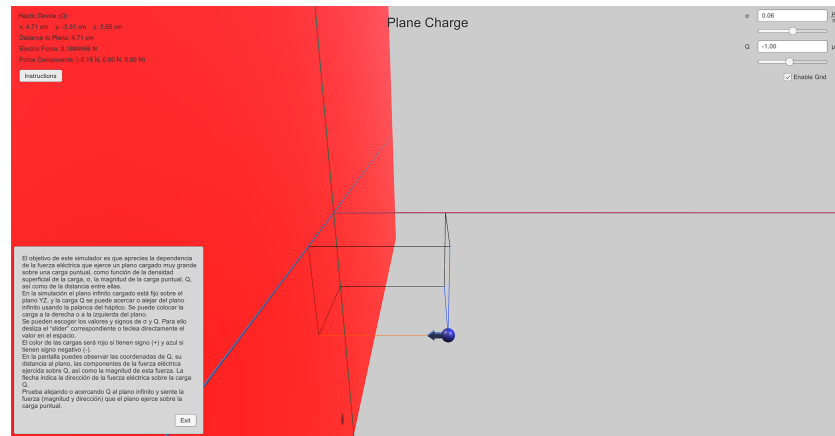 Haptic Device (Q)
x: 4.71 cm y: -3.51 cm z: 3.55 cm
Distance to Plane: 4.71 cm
Electric Force: 0.1884956 N
Force Components: (-0.19 N, 0.00 N, 0.00 N)
Instructions
Plane Charge
σ 0.06
Q -1.00
Enable Grid
El objetivo de este simulador es que aprecies la dependencia
de la fuerza eléctrica que ejerce un plano cargado muy grande
sobre una carga puntual, como función de la densidad
superficial de la carga, σ, la magnitud de la carga puntual, Q,
así como de la distancia entre ellas.
En la simulación el plano infinito cargado está fijo sobre el
plano YZ, y la carga Q se puede acercar o alejar del plano
infinito usando la palanca del háptico. Se puede colocar la
carga a la derecha o a la izquierda del plano.
Se pueden escoger los valores y signos de σ y Q. Para ello
desliza el "slider" correspondiente o teclea directamente el
valor en el espacio.
El color de las cargas será rojo si tienen signo (+) y azul si
tienen signo negativo (-).
En la pantalla puedes observar las coordenadas de Q, su
distancia al plano, las componentes de la fuerza eléctrica
ejercida sobre Q, así como la magnitud de esta fuerza. La
flecha indica la dirección de la fuerza eléctrica sobre la carga
Q.
Prueba alejando o acercando Q al plano infinito y siente la
fuerza (magnitud y dirección) que el plano ejerce sobre la
carga puntual.
Exit